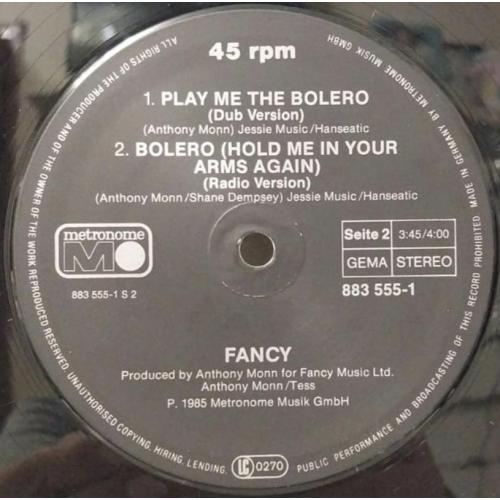 45 rpm
1. PLAY ME THE BOLERO
(Dub Version)
(Anthony Monn) Jessie Music/Hanseatic
2. BOLERO (HOLD ME IN YOUR
ARMS AGAIN)
(Radio Version)
(Anthony Monn/Shane Dempsey) Jessie Music/Hanseatic
metronome
M
883 555-1 S 2
Seite 2 3:45/4:00
GEMA STEREO
883 555-1
FANCY
Produced by Anthony Monn for Fancy Music Ltd.
Anthony Monn/Tess
P. 1985 Metronome Musik GmbH
LC 0270
ALL RIGHTS OF THE PRODUCER AND OF THE OWNER OF THE WORK REPRODUCED RESERVED. UNAUTHORISED COPYING, HIRING, LENDING, PUBLIC PERFORMANCE AND BROADCASTING OF THIS RECORD PROHIBITED MADE IN GERMANY BY METRONOME MUSIK GMBH